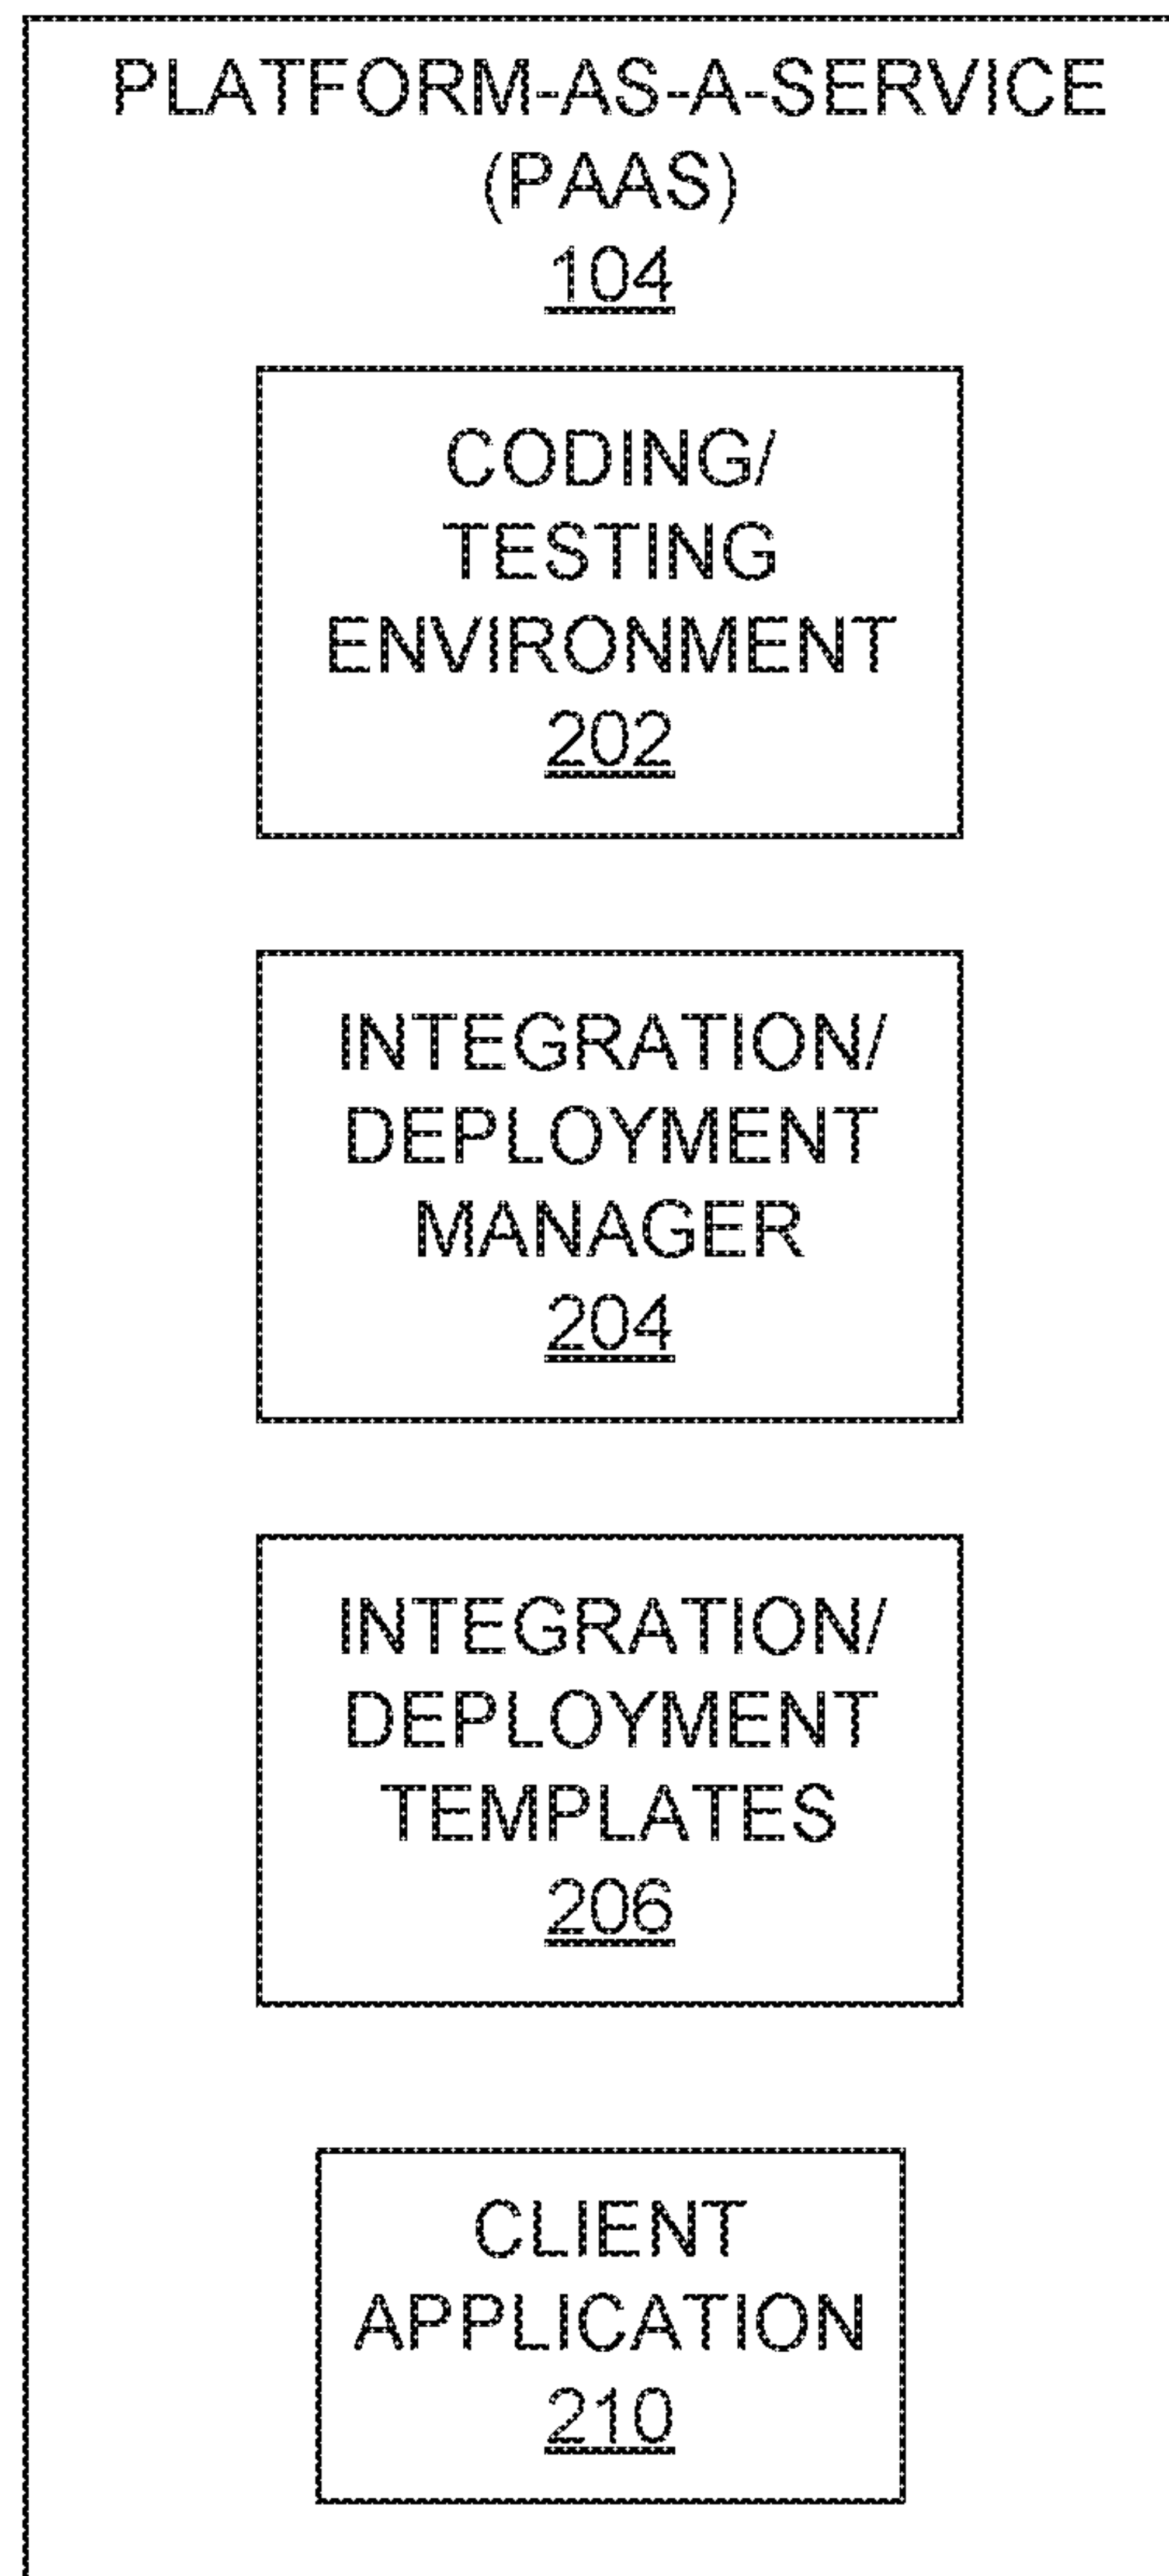 PLATFORM-AS-A-SERVICE
(PAAS)
104
CODING/
TESTING
ENVIRONMENT
202
INTEGRATION/
DEPLOYMENT
MANAGER
204
INTEGRATION/
DEPLOYMENT
TEMPLATES
206
CLIENT
APPLICATION
210